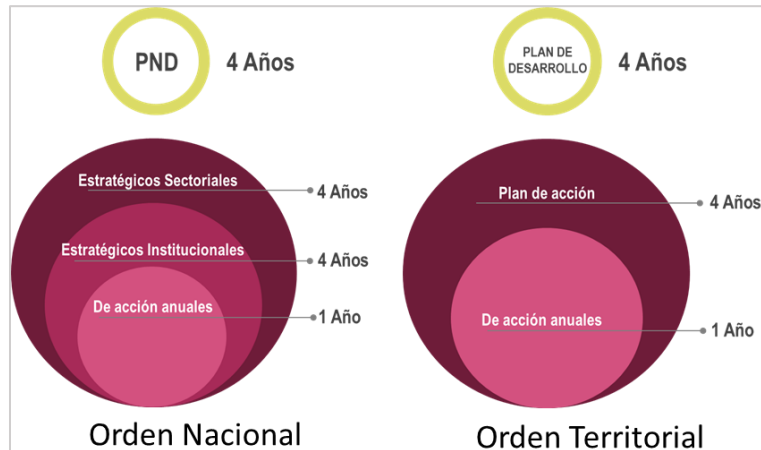 PND
4 Años
Estratégicos Sectoriales
4 Años
Estratégicos Institucionales
4 Años
De acción anuales
1 Año
Orden Nacional
PLAN DE
DESARROLLO
4 Años
Plan de acción
4 Años
De acción anuales
1 Año
Orden Territorial